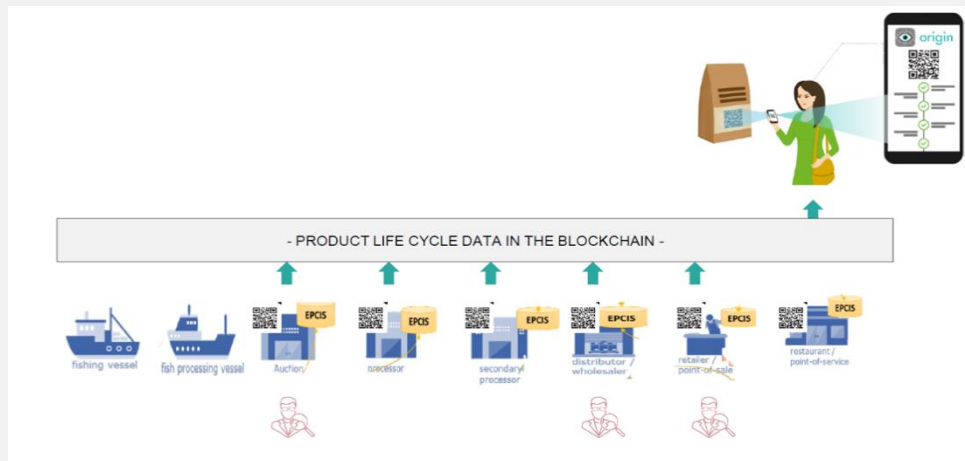 origin
- PRODUCT LIFE CYCLE DATA IN THE BLOCKCHAIN -
EPCIS
EPCIS
EPCIS
EPCIS
EPCIS
EPCIS
fishing vessel
fish processing vessel
Auction
processor
secondary
processor
distributor /
wholesaler
retailer /
point-of-sale
restaurant /
point-of-service